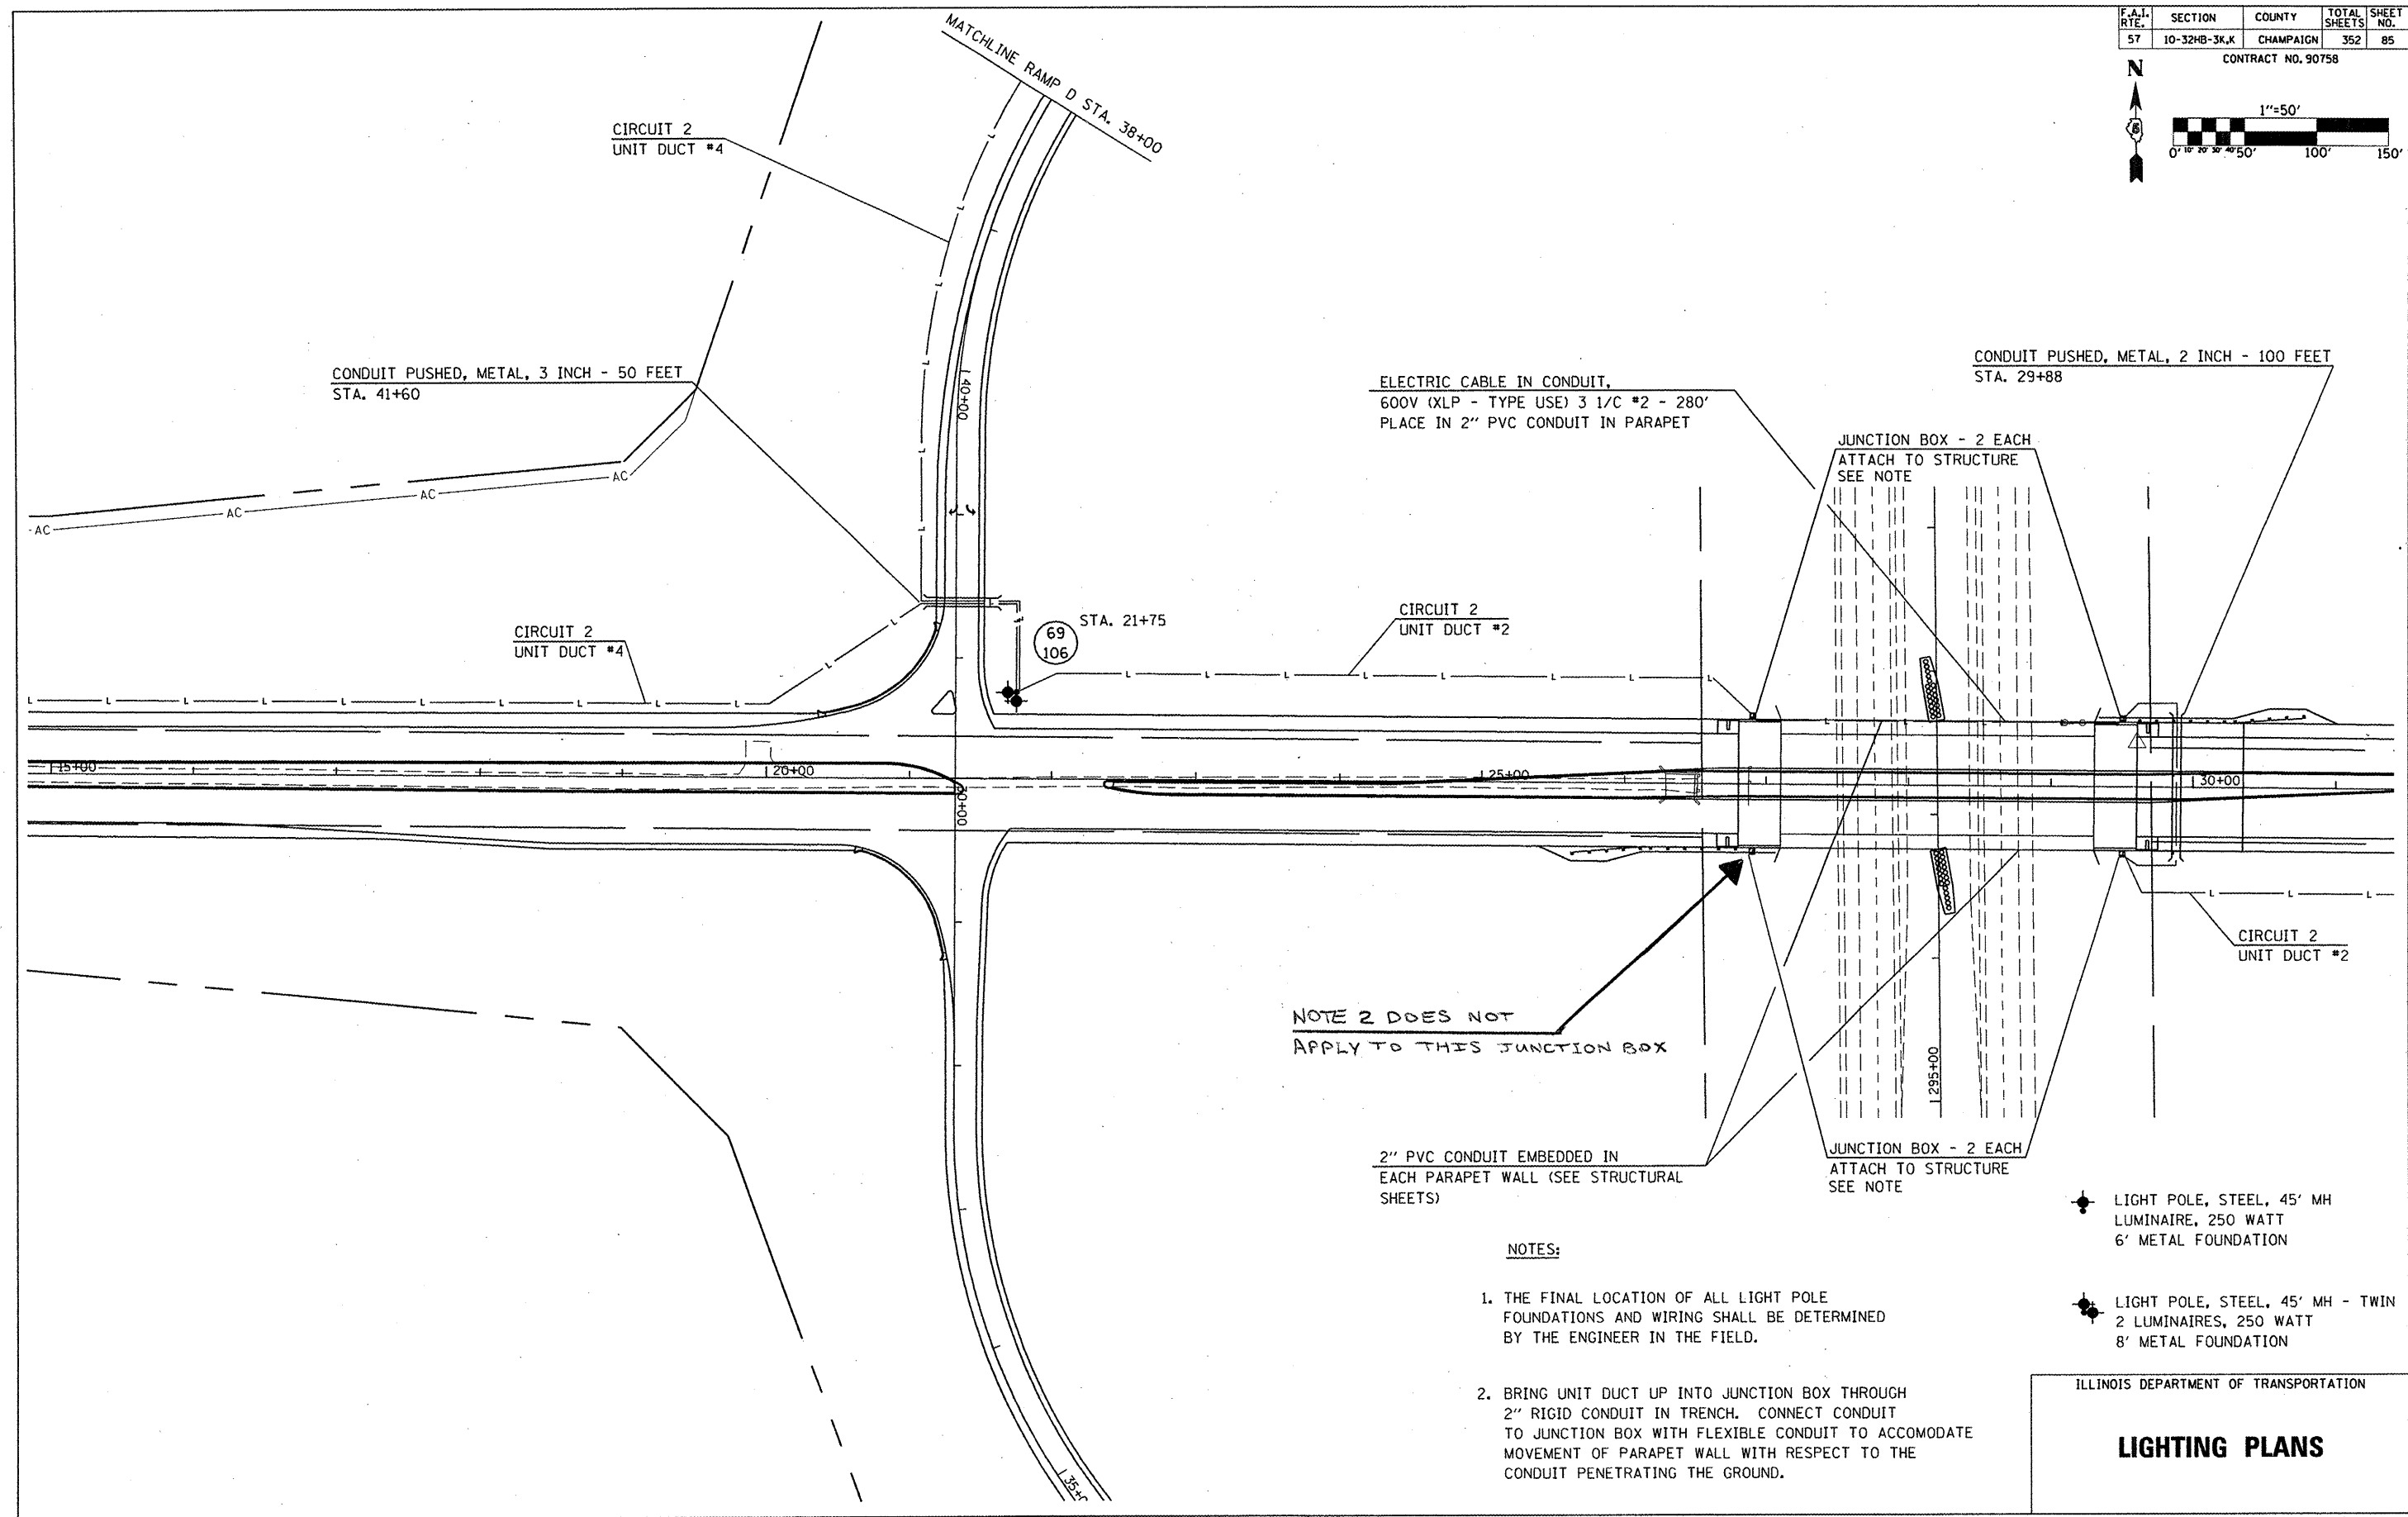 F.A.I. RTE. SECTION COUNTY TOTAL SHEETS SHEET NO.
57 10-32HB-3K,K CHAMPAIGN 352 85
CONTRACT NO. 90758
N
1"=50'
0' 10' 20' 30' 40' 50' 100' 150'
MATCHLINE RAMP D STA. 38+00
CIRCUIT 2
UNIT DUCT #4
CONDUIT PUSHED, METAL, 3 INCH - 50 FEET
STA. 41+60
40+00
ELECTRIC CABLE IN CONDUIT,
600V (XLP - TYPE USE) 3 1/C #2 - 280'
PLACE IN 2" PVC CONDUIT IN PARAPET
CONDUIT PUSHED, METAL, 2 INCH - 100 FEET
STA. 29+88
JUNCTION BOX - 2 EACH
ATTACH TO STRUCTURE
SEE NOTE
AC
AC
AC
AC
CIRCUIT 2
UNIT DUCT #4
69
106
STA. 21+75
CIRCUIT 2
UNIT DUCT #2
15+00
20+00
25+00
30+00
70+00
CIRCUIT 2
UNIT DUCT #2
NOTE 2 DOES NOT
APPLY TO THIS JUNCTION BOX
295+00
2" PVC CONDUIT EMBEDDED IN
EACH PARAPET WALL (SEE STRUCTURAL
SHEETS)
JUNCTION BOX - 2 EACH
ATTACH TO STRUCTURE
SEE NOTE
LIGHT POLE, STEEL, 45' MH
LUMINAIRE, 250 WATT
6' METAL FOUNDATION
LIGHT POLE, STEEL, 45' MH - TWIN
2 LUMINAIRES, 250 WATT
8' METAL FOUNDATION
NOTES:
1. THE FINAL LOCATION OF ALL LIGHT POLE
FOUNDATIONS AND WIRING SHALL BE DETERMINED
BY THE ENGINEER IN THE FIELD.
2. BRING UNIT DUCT UP INTO JUNCTION BOX THROUGH
2" RIGID CONDUIT IN TRENCH. CONNECT CONDUIT
TO JUNCTION BOX WITH FLEXIBLE CONDUIT TO ACCOMODATE
MOVEMENT OF PARAPET WALL WITH RESPECT TO THE
CONDUIT PENETRATING THE GROUND.
ILLINOIS DEPARTMENT OF TRANSPORTATION
LIGHTING PLANS